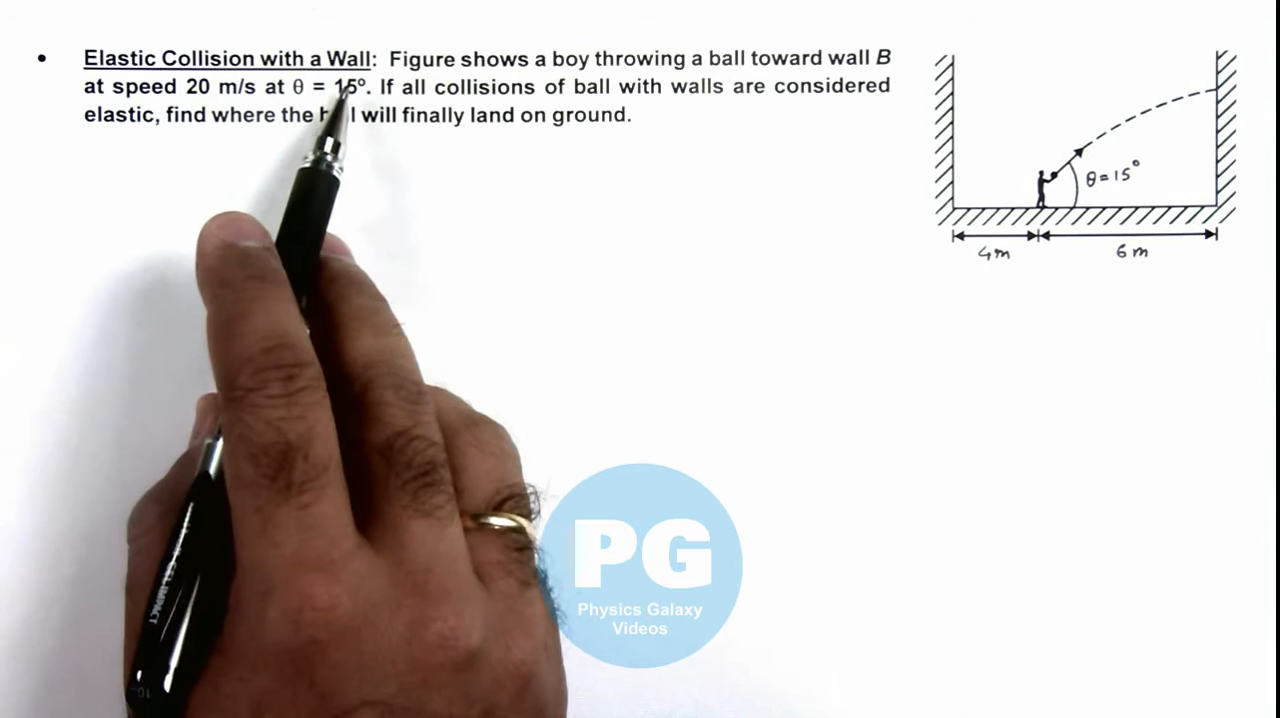 • Elastic Collision with a Wall: Figure shows a boy throwing a ball toward wall B
at speed 20 m/s at θ = 15º. If all collisions of ball with walls are considered
elastic, find where the will finally land on ground.
θ=15°
4m
6m
PG
Physics Galaxy
Videos